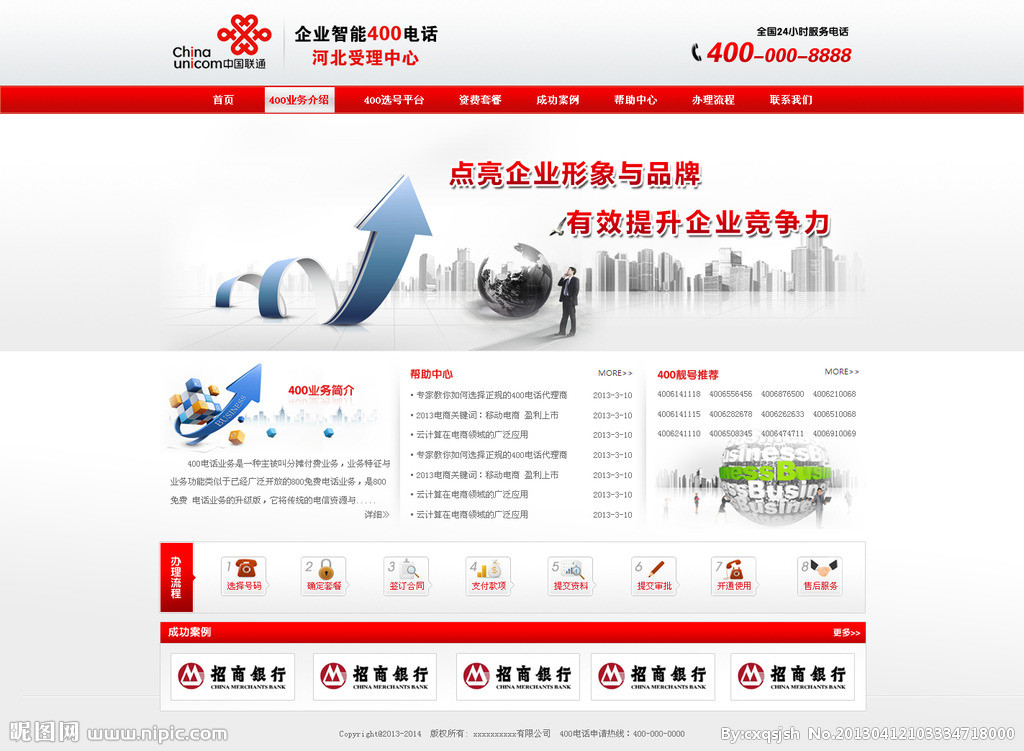 China
unicom中国联通
企业智能400电话
河北受理中心
全国24小时服务电话
400-000-8888
首页 400业务介绍 400选号平台 资费套餐 成功案例 帮助中心 办理流程 联系我们
点亮企业形象与品牌
有效提升企业竞争力
BUSINESS
400业务简介
400电话业务是一种主被叫分摊付费业务，业务特征与
业务功能类似于已经广泛开放的800免费电话业务，是800
免费 电话业务的升级版，它将传统的电信资源与.....
详细》
帮助中心 MORE>>
• 专家教你如何选择正规的400电话代理商 2013-3-10
• 2013电商关键词：移动电商 盈利上市 2013-3-10
• 云计算在电商领域的广泛应用 2013-3-10
• 专家教你如何选择正规的400电话代理商 2013-3-10
• 2013电商关键词：移动电商 盈利上市 2013-3-10
• 云计算在电商领域的广泛应用 2013-3-10
• 云计算在电商领域的广泛应用 2013-3-10
400靓号推荐 MORE>>
4006141118 4006556456 4006876500 4006210068
4006141115 4006282678 4006262633 4006510068
4006241110 4006508345 4006474711 4006910069
usinessB
inessBusin
ssBusin
Business
办理流程
1 选择号码
2 确定套餐
3 签订合同
4 支付款项
5 提交资料
6 提交审批
7 开通使用
8 售后服务
成功案例 更多>>
招商银行 招商银行 招商银行 招商银行 招商银行
CHINA MERCHANTS BANK CHINA MERCHANTS BANK CHINA MERCHANTS BANK CHINA MERCHANTS BANK CHINA MERCHANTS BANK
Copyright@2013-2014 版权所有: xxxxxxxxxx有限公司 400电话申请热线：400-000-0000
昵图网 www.nipic.com
By:cxqsjsh No.20130412103334718000